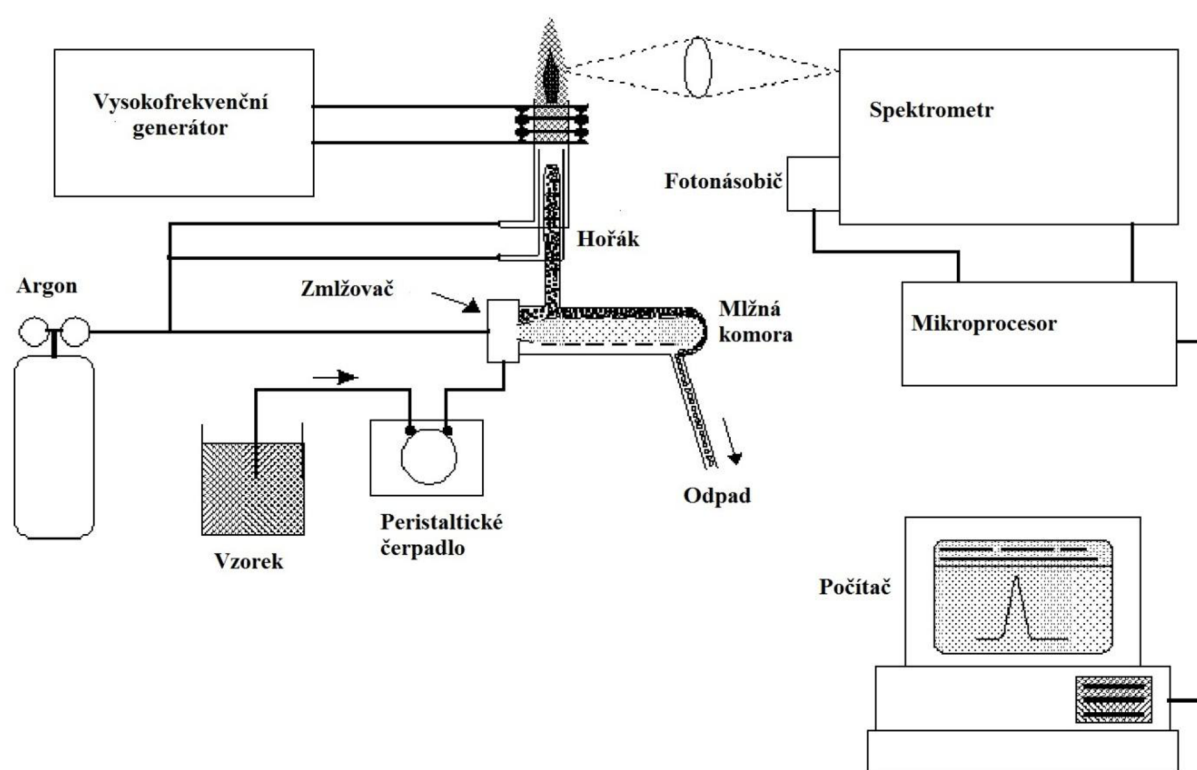 Vysokofrekvenční
generátor
Spektrometr
Fotonásobič
Hořák
Argon
Zmlžovač
Mlžná
komora
Mikroprocesor
Vzorek
Peristaltické
čerpadlo
Odpad
Počítač